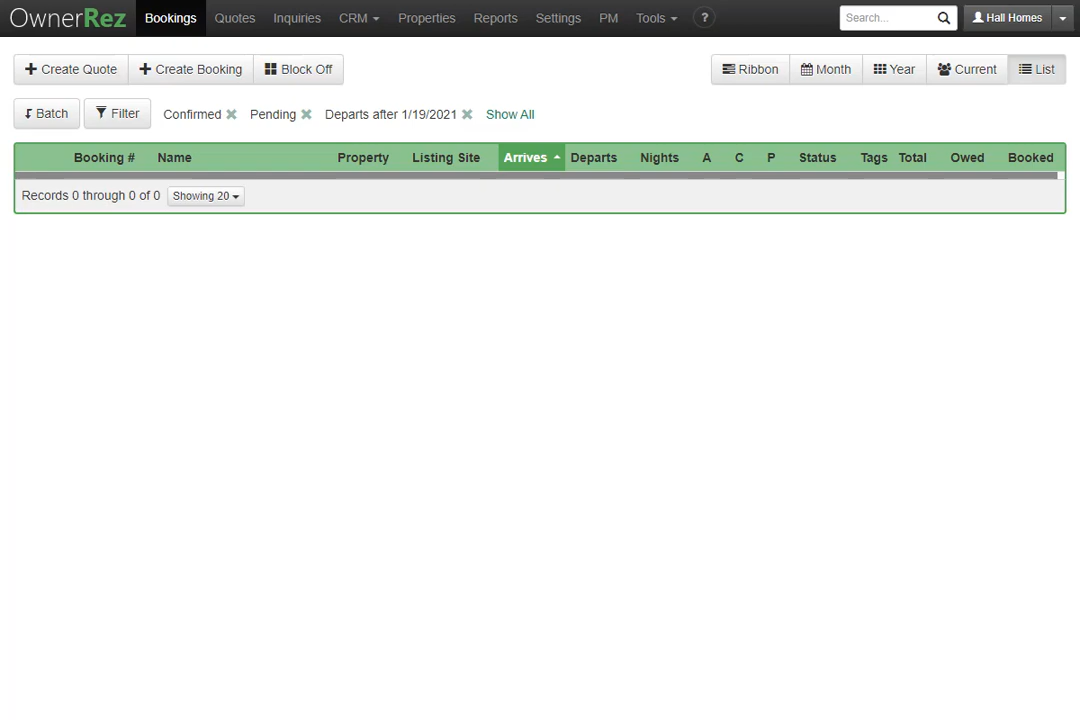 OwnerRez Bookings Quotes Inquiries CRM Properties Reports Settings PM Tools ? Search... Hall Homes
Create Quote Create Booking Block Off Ribbon Month Year Current List
Batch Filter Confirmed Pending Departs after 1/19/2021 Show All
Booking # Name Property Listing Site Arrives Departs Nights A C P Status Tags Total Owed Booked
Records 0 through 0 of 0 Showing 20